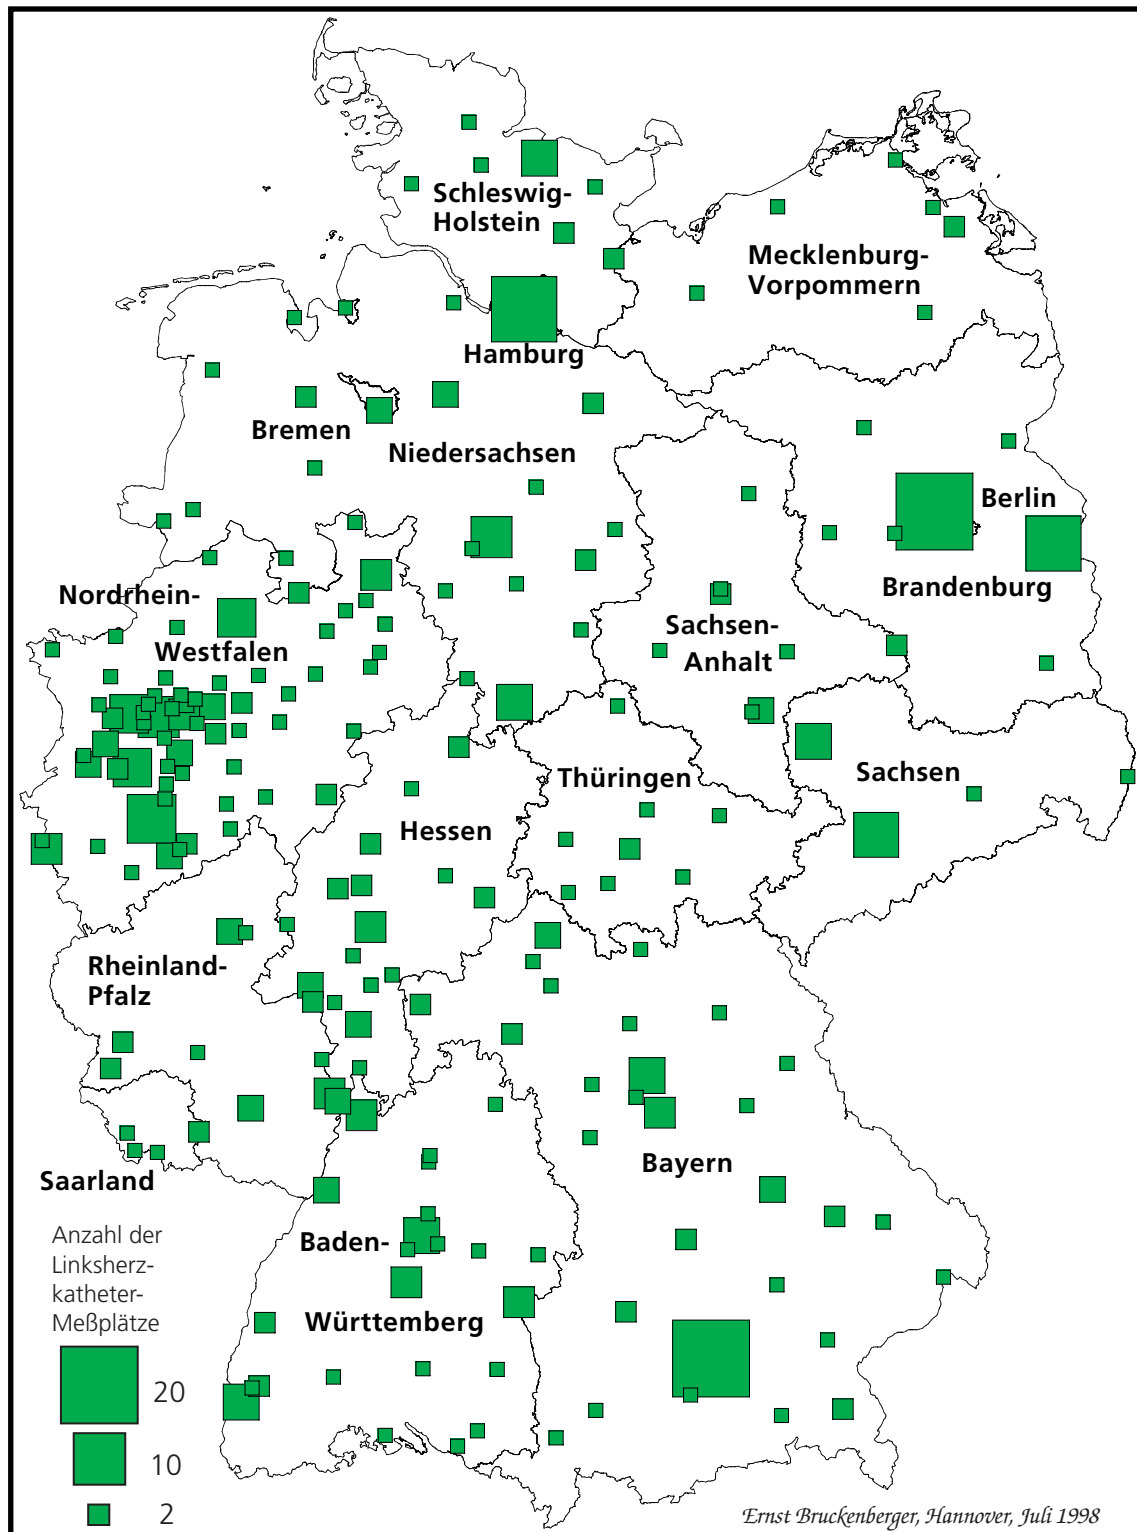 Schleswig-
Holstein
Mecklenburg-
Vorpommern
Hamburg
Bremen
Niedersachsen
Berlin
Brandenburg
Nordrhein-
Westfalen
Sachsen-
Anhalt
Sachsen
Thüringen
Hessen
Rheinland-
Pfalz
Saarland
Bayern
Baden-
Württemberg
Anzahl der
Linksherz-
katheter-
Meßplätze
20
10
2
Ernst Bruckenberger, Hannover, Juli 1998